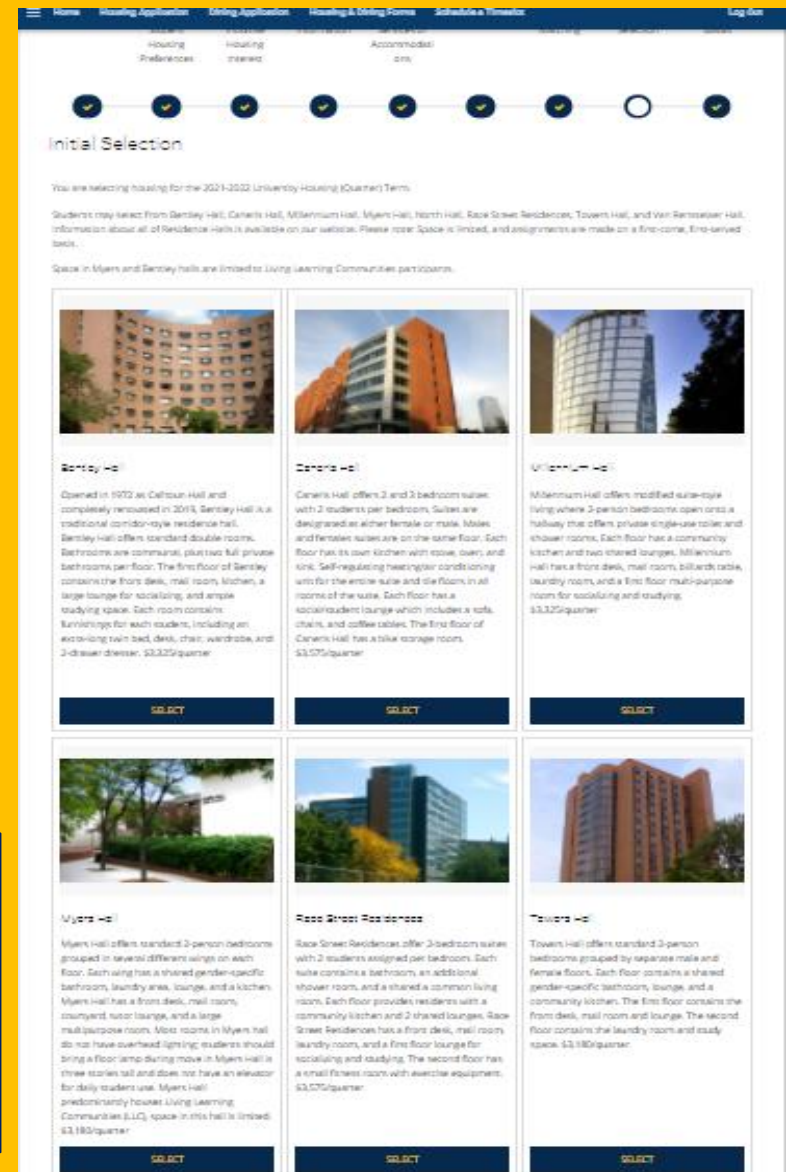 Home Housing Application Dining Application Housing & Dining Forms Schedule a Timeslot Log Out
Housing Housing Accommodati
Preferences Interest ons
Initial Selection
You are selecting housing for the 2021-2022 University Housing (Quarter) Term.
Students may select from Bentley Hall, Caneris Hall, Millennium Hall, Myers Hall, North Hall, Race Street Residences, Towers Hall, and Van Rensselaer Hall.
Information about all of Residence Halls is available on our website. Please note: Space is limited, and assignments are made on a first-come, first-served
basis.
Space in Myers and Bentley halls are limited to Living Learning Communities participants.
Bentley Hall
Opened in 1972 as Calhoun Hall and
completely renovated in 2019, Bentley Hall is a
traditional corridor-style residence hall.
Bentley Hall offers standard double rooms.
Bathrooms are communal, plus two full private
bathrooms per floor. The first floor of Bentley
contains the front desk, mail room, kitchen, a
large lounge for socializing, and ample
studying space. Each room contains
furnishings for each student, including an
extra-long twin bed, desk, chair, wardrobe, and
2-drawer dresser. $3,325/quarter
SELECT
Caneris Hall
Caneris Hall offers 2 and 3 bedroom suites
with 2 students per bedroom. Suites are
designated as either female or male. Males
and females suites are on the same floor. Each
floor has its own kitchen with stove, oven, and
sink. Self-regulating heating/air conditioning
unit for the entire suite and tile floors in all
rooms of the suite. Each floor has a
social/student lounge which includes a sofa,
chairs, and coffee tables. The first floor of
Caneris Hall has a bike storage room.
$3,575/quarter
SELECT
Millennium Hall
Millennium Hall offers modified suite-style
living where 2-person bedrooms open onto a
hallway that offers private single-use toilet and
shower rooms. Each floor has a community
kitchen and two shared lounges. Millennium
Hall has a front desk, mail room, billiards table,
laundry room, and a first floor multi-purpose
room for socializing and studying.
$3,325/quarter
SELECT
Myers Hall
Myers Hall offers standard 2-person bedrooms
grouped in several different wings on each
floor. Each wing has a shared gender-specific
bathroom, laundry area, lounge, and a kitchen.
Myers Hall has a front desk, mail room,
courtyard, tutor lounge, and a large
multipurpose room. Most rooms in Myers hall
do not have overhead lighting; students should
bring a floor lamp during move in Myers Hall is
three stories tall and does not have an elevator
for daily student use. Myers Hall
predominantly houses Living Learning
Communities (LLC), space in this hall is limited.
$3,180/quarter
SELECT
Race Street Residences
Race Street Residences offer 2-bedroom suites
with 2 students assigned per bedroom. Each
suite contains a bathroom, an additional
shower room, and a shared a common living
room. Each floor provides residents with a
community kitchen and 2 shared lounges. Race
Street Residences has a front desk, mail room,
laundry room, and a first floor lounge for
socializing and studying. The second floor has
a small fitness room with exercise equipment.
$3,575/quarter
SELECT
Towers Hall
Towers Hall offers standard 2-person
bedrooms grouped by separate male and
female floors. Each floor contains a shared
gender-specific bathroom, lounge, and a
community kitchen. The first floor contains the
front desk, mail room and lounge. The second
floor contains the laundry room and study
space. $3,180/quarter
SELECT